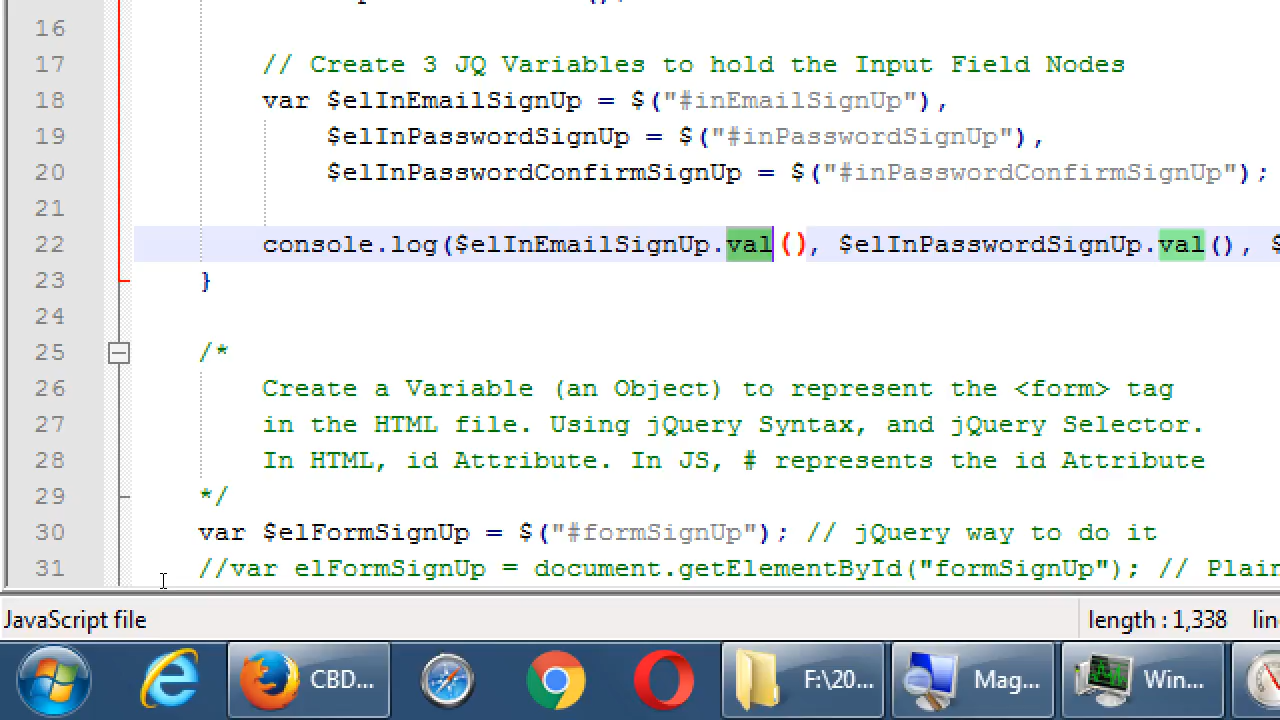 16
17 // Create 3 JQ Variables to hold the Input Field Nodes
18 var $elInEmailSignUp = $("#inEmailSignUp"),
19 $elInPasswordSignUp = $("#inPasswordSignUp"),
20 $elInPasswordConfirmSignUp = $("#inPasswordConfirmSignUp");
21
22 console.log($elInEmailSignUp.val(), $elInPasswordSignUp.val(), $
23 }
24
25 /*
26 Create a Variable (an Object) to represent the <form> tag
27 in the HTML file. Using jQuery Syntax, and jQuery Selector.
28 In HTML, id Attribute. In JS, # represents the id Attribute
29 */
30 var $elFormSignUp = $("#formSignUp"); // jQuery way to do it
31 //var elFormSignUp = document.getElementById("formSignUp"); // Plain
JavaScript file length : 1,338 lin
CBD... F:\20... Mag... Win...